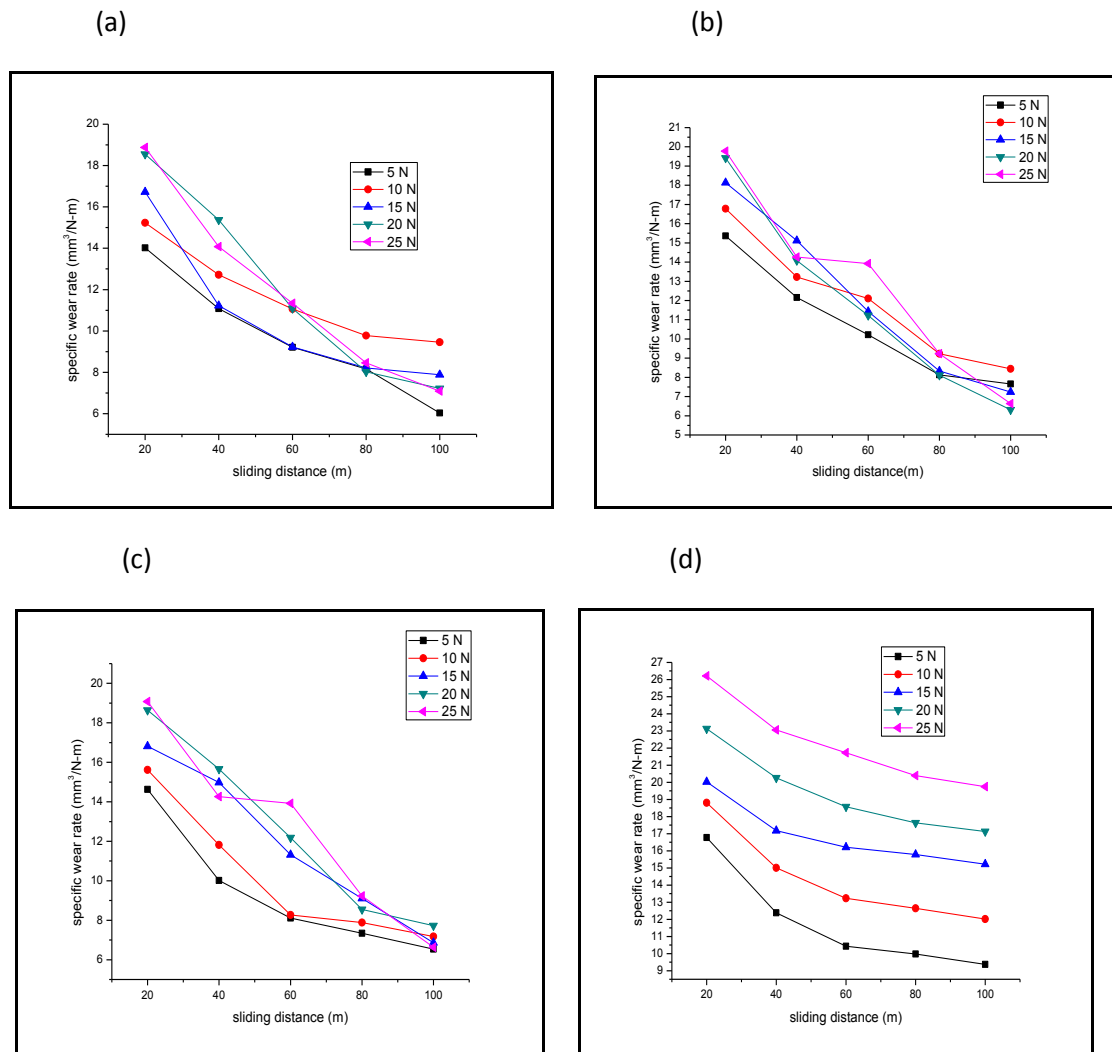 (a)
(b)
20
18
16
14
12
10
8
6
specific wear rate (mm³/N-m)
5 N
10 N
15 N
20 N
25 N
20 40 60 80 100
sliding distance (m)
21
20
19
18
17
16
15
14
13
12
11
10
9
8
7
6
5
specific wear rate (mm³/N-m)
5 N
10 N
15 N
20 N
25 N
20 40 60 80 100
sliding distance(m)
(c)
(d)
20
18
16
14
12
10
8
6
specific wear rate (mm³/N-m)
5 N
10 N
15 N
20 N
25 N
20 40 60 80 100
sliding distance (m)
27
26
25
24
23
22
21
20
19
18
17
16
15
14
13
12
11
10
9
specific wear rate (mm³/N-m)
5 N
10 N
15 N
20 N
25 N
20 40 60 80 100
sliding distance (m)